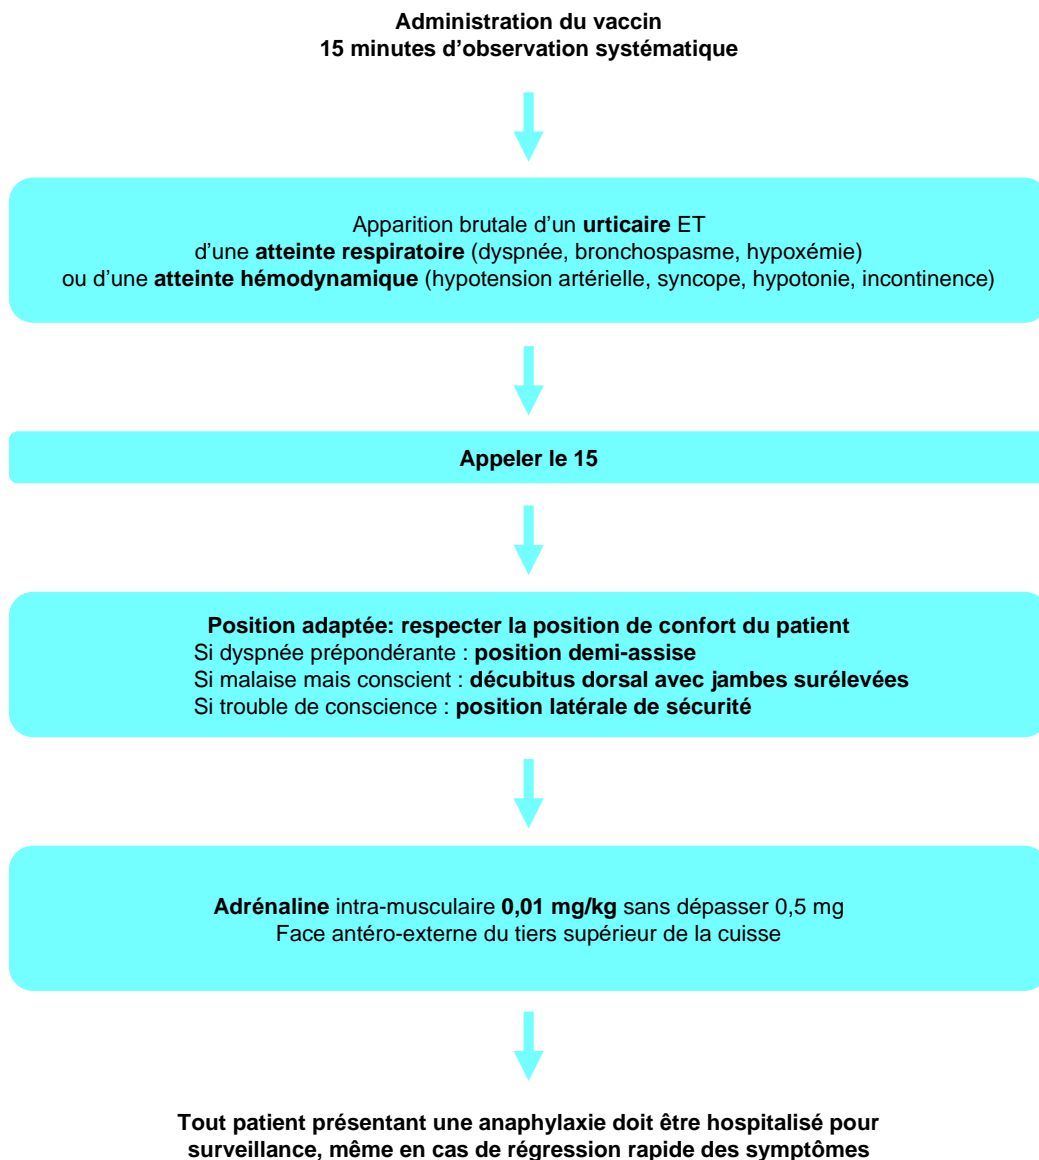 Administration du vaccin
15 minutes d’observation systématique
Apparition brutale d’un urticaire ET
d’une atteinte respiratoire (dyspnée, bronchospasme, hypoxémie)
ou d’une atteinte hémodynamique (hypotension artérielle, syncope, hypotonie, incontinence)
Appeler le 15
Position adaptée: respecter la position de confort du patient
Si dyspnée prépondérante : position demi-assise
Si malaise mais conscient : décubitus dorsal avec jambes surélevées
Si trouble de conscience : position latérale de sécurité
Adrénaline intra-musculaire 0,01 mg/kg sans dépasser 0,5 mg
Face antéro-externe du tiers supérieur de la cuisse
Tout patient présentant une anaphylaxie doit être hospitalisé pour
surveillance, même en cas de régression rapide des symptômes